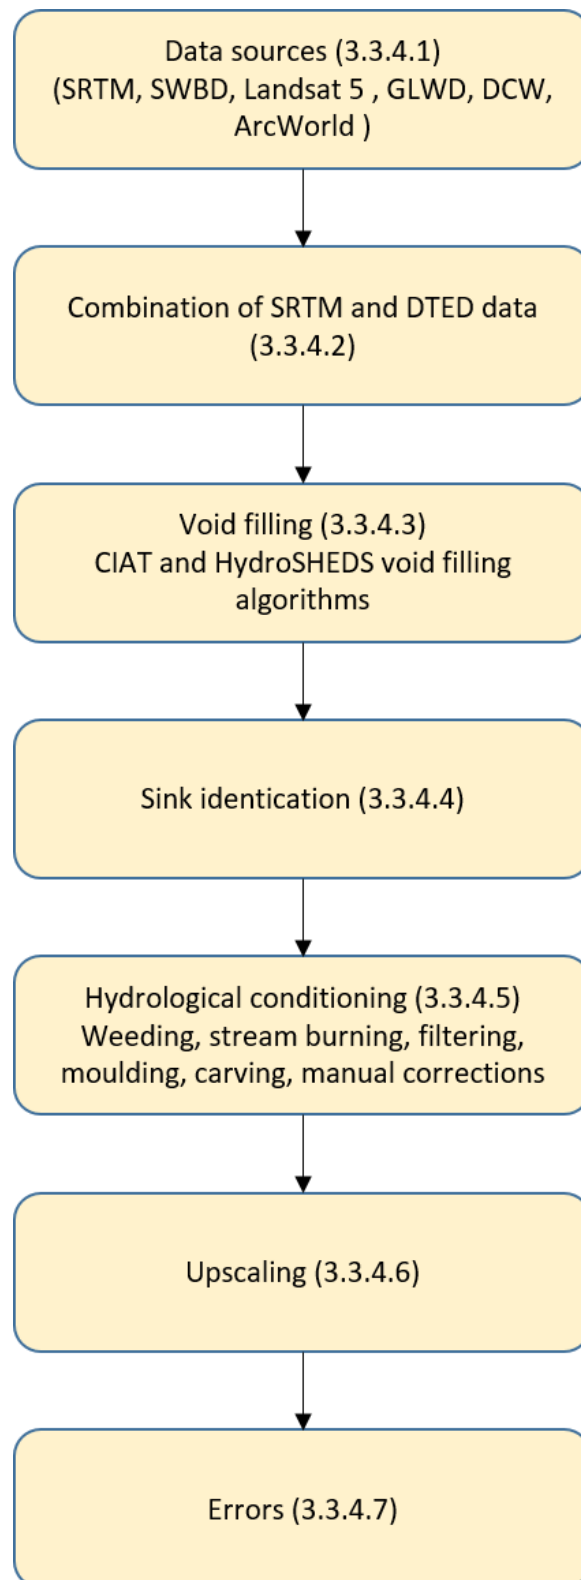 Data sources (3.3.4.1)
(SRTM, SWBD, Landsat 5 , GLWD, DCW,
ArcWorld )
Combination of SRTM and DTED data
(3.3.4.2)
Void filling (3.3.4.3)
CIAT and HydroSHEDS void filling
algorithms
Sink identication (3.3.4.4)
Hydrological conditioning (3.3.4.5)
Weeding, stream burning, filtering,
moulding, carving, manual corrections
Upscaling (3.3.4.6)
Errors (3.3.4.7)